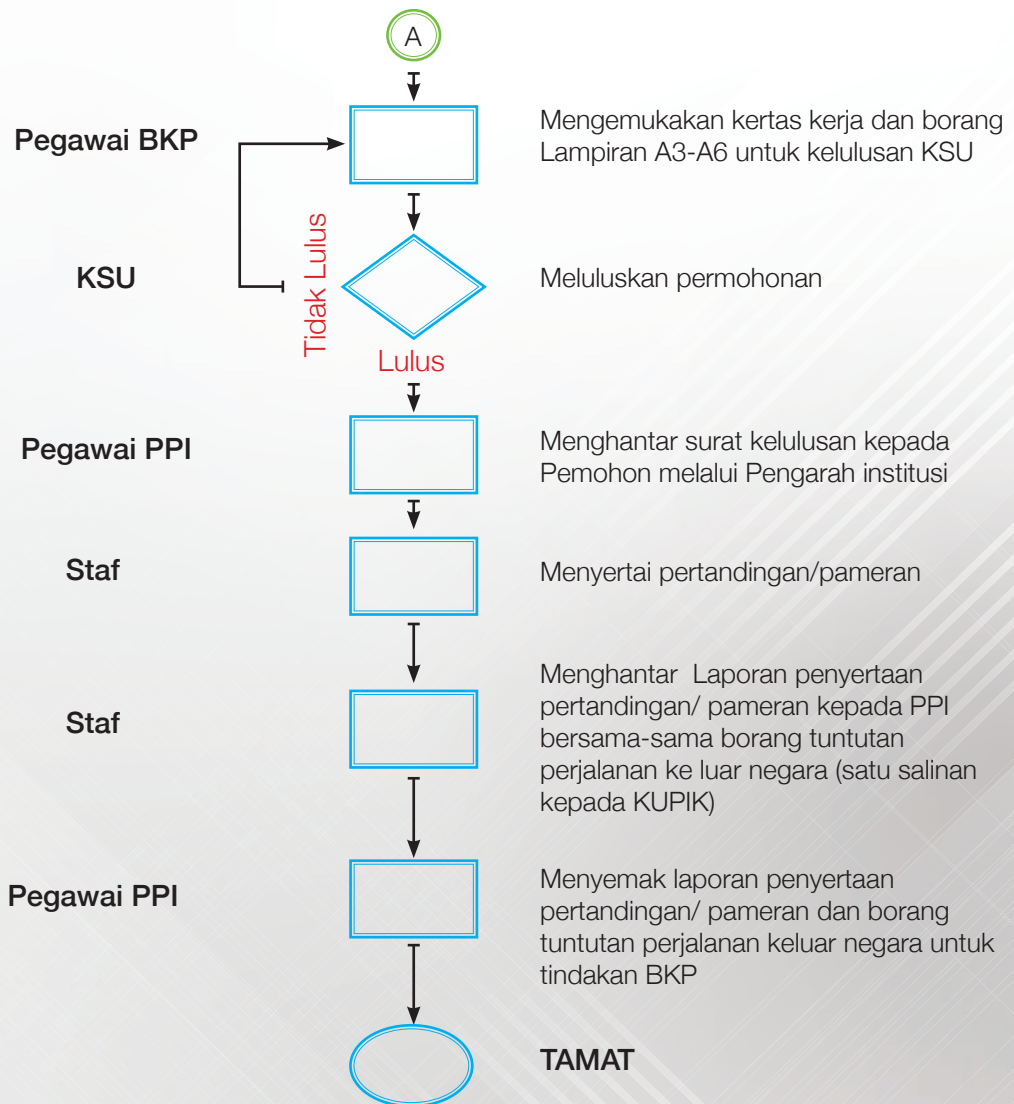 A
Pegawai BKP
Mengemukakan kertas kerja dan borang
Lampiran A3-A6 untuk kelulusan KSU
KSU
Tidak Lulus
Meluluskan permohonan
Lulus
Pegawai PPI
Menghantar surat kelulusan kepada
Pemohon melalui Pengarah institusi
Staf
Menyertai pertandingan/pameran
Staf
Menghantar Laporan penyertaan
pertandingan/ pameran kepada PPI
bersama-sama borang tuntutan
perjalanan ke luar negara (satu salinan
kepada KUPIK)
Pegawai PPI
Menyemak laporan penyertaan
pertandingan/ pameran dan borang
tuntutan perjalanan keluar negara untuk
tindakan BKP
TAMAT